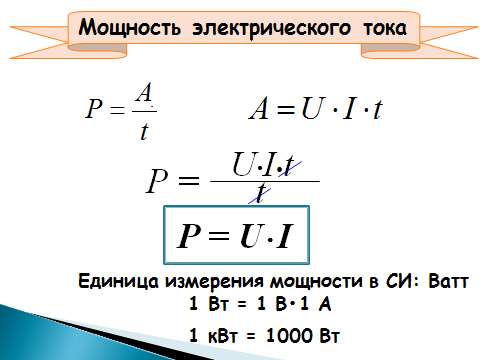 Мощность электрического тока
P = A/t
A = U · I · t
P = U·I·t/t
P = U·I
Единица измерения мощности в СИ: Ватт
1 Вт = 1 В·1 А
1 кВт = 1000 Вт